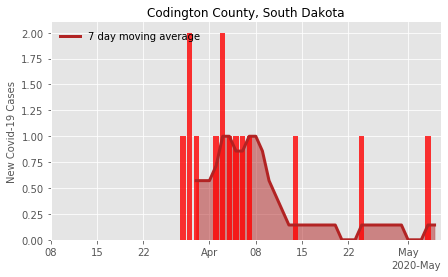 Codington County, South Dakota
7 day moving average
New Covid-19 Cases
2.00
1.75
1.50
1.25
1.00
0.75
0.50
0.25
0.00
08 15 22 Apr 08 15 22 May
2020-May